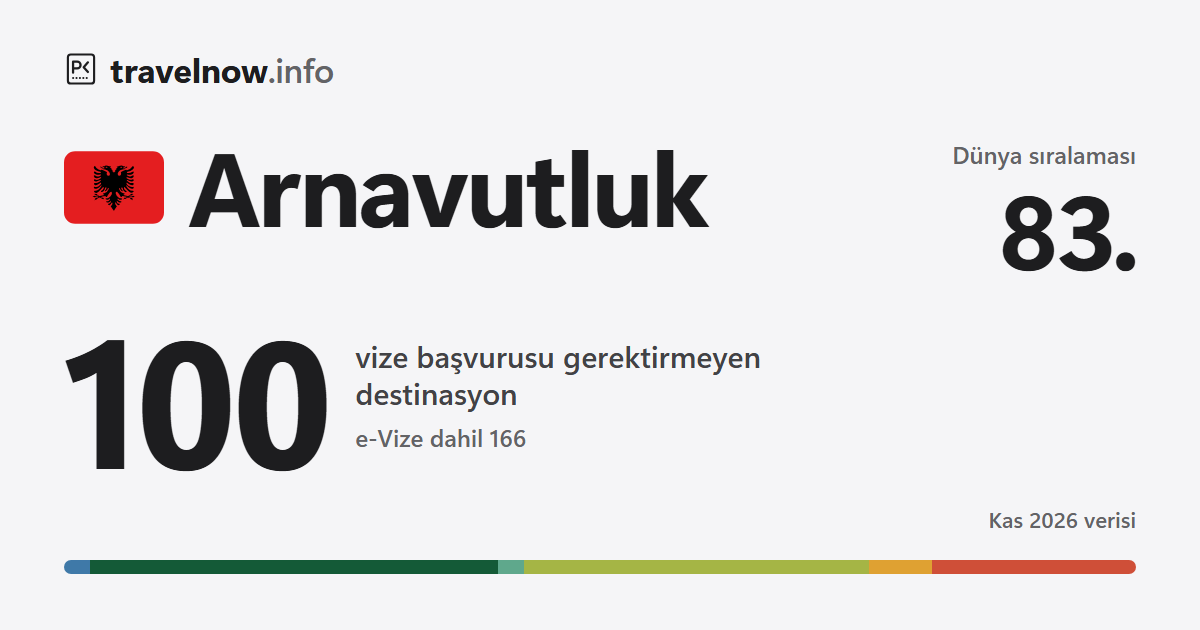 travelnow.info
Arnavutluk
Dünya sıralaması
83.
100
vize başvurusu gerektirmeyen
destinasyon
e-Vize dahil 166
Kas 2026 verisi